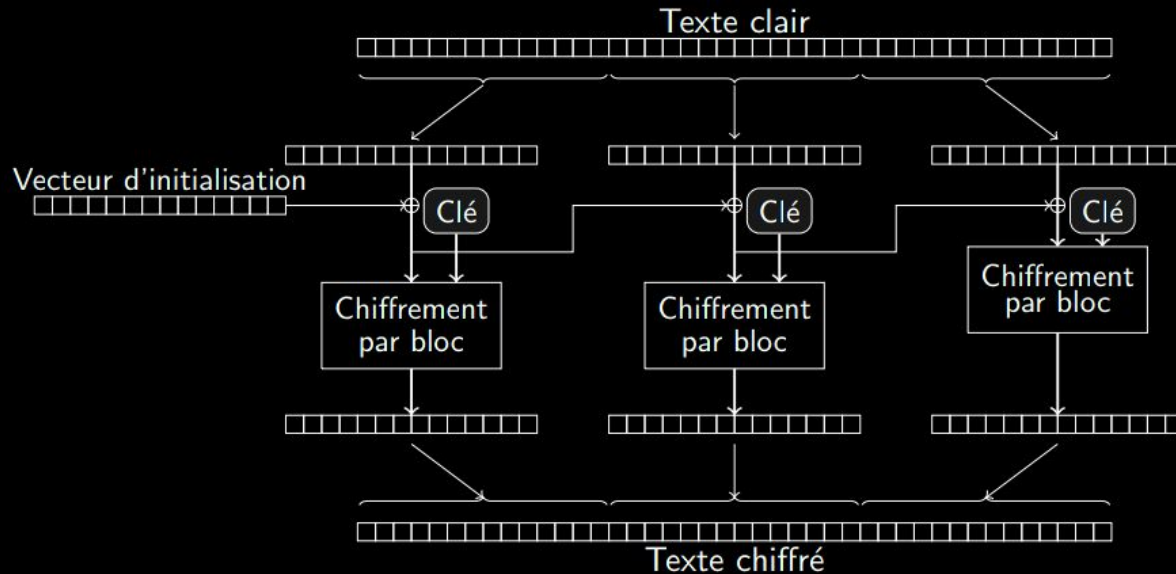 Texte clair
Vecteur d'initialisation
Clé
Clé
Clé
Chiffrement
par bloc
Chiffrement
par bloc
Chiffrement
par bloc
Texte chiffré